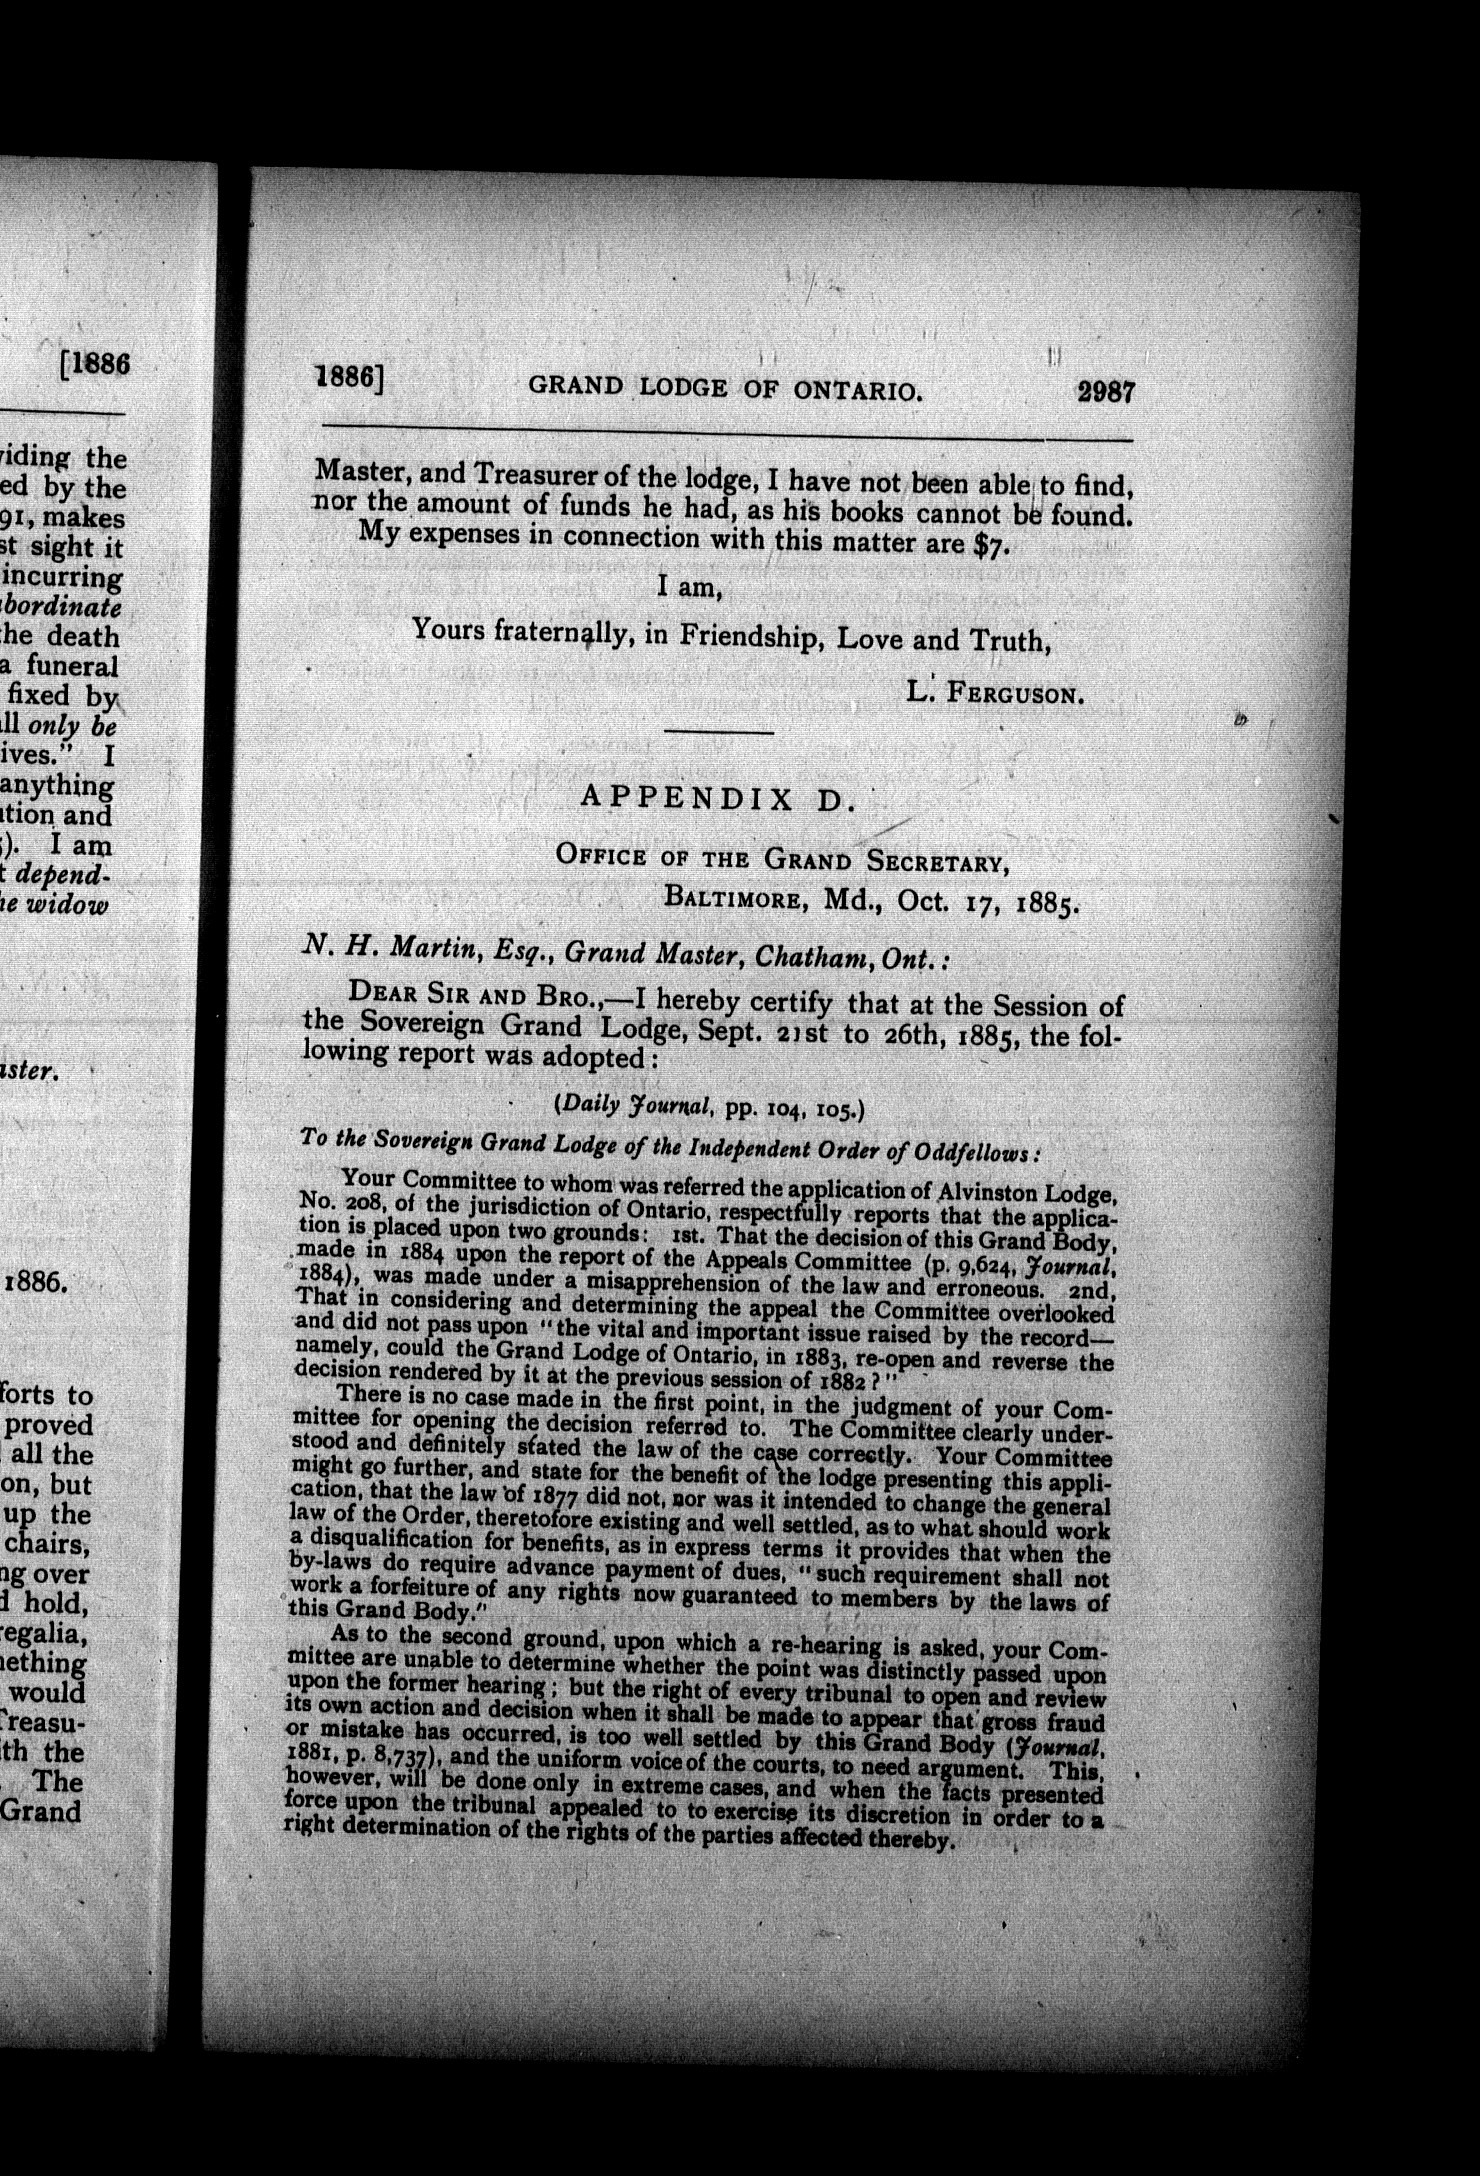 [1886
viding the
ed by the
91, makes
st sight it
incurring
bordinate
the death
a funeral
fixed by
ll only be
ives." I
anything
ution and
). I am
t depend-
he widow
aster.
1886.
forts to
proved
all the
on, but
up the
chairs,
ng over
d hold,
regalia,
nething
would
Treasu-
th the
The
Grand
1886] GRAND LODGE OF ONTARIO. 2987
Master, and Treasurer of the lodge, I have not been able to find,
nor the amount of funds he had, as his books cannot be found.
My expenses in connection with this matter are $7.
I am,
Yours fraternally, in Friendship, Love and Truth,
L. FERGUSON.
APPENDIX D.
OFFICE OF THE GRAND SECRETARY,
BALTIMORE, Md., Oct. 17, 1885.
N. H. Martin, Esq., Grand Master, Chatham, Ont.:
DEAR SIR AND BRO.,—I hereby certify that at the Session of
the Sovereign Grand Lodge, Sept. 21st to 26th, 1885, the fol-
lowing report was adopted:
(Daily Journal, pp. 104, 105.)
To the Sovereign Grand Lodge of the Independent Order of Oddfellows:
Your Committee to whom was referred the application of Alvinston Lodge,
No. 208, of the jurisdiction of Ontario, respectfully reports that the applica-
tion is placed upon two grounds: 1st. That the decision of this Grand Body,
made in 1884 upon the report of the Appeals Committee (p. 9,624, Journal,
1884), was made under a misapprehension of the law and erroneous. 2nd,
That in considering and determining the appeal the Committee overlooked
and did not pass upon "the vital and important issue raised by the record—
namely, could the Grand Lodge of Ontario, in 1883, re-open and reverse the
decision rendered by it at the previous session of 1882?"
There is no case made in the first point, in the judgment of your Com-
mittee for opening the decision referred to. The Committee clearly under-
stood and definitely stated the law of the case correctly. Your Committee
might go further, and state for the benefit of the lodge presenting this appli-
cation, that the law of 1877 did not, nor was it intended to change the general
law of the Order, theretofore existing and well settled, as to what should work
a disqualification for benefits, as in express terms it provides that when the
by-laws do require advance payment of dues, "such requirement shall not
work a forfeiture of any rights now guaranteed to members by the laws of
this Grand Body."
As to the second ground, upon which a re-hearing is asked, your Com-
mittee are unable to determine whether the point was distinctly passed upon
upon the former hearing; but the right of every tribunal to open and review
its own action and decision when it shall be made to appear that gross fraud
or mistake has occurred, is too well settled by this Grand Body (Journal,
1881, p. 8,737), and the uniform voice of the courts, to need argument. This,
however, will be done only in extreme cases, and when the facts presented
force upon the tribunal appealed to to exercise its discretion in order to a
right determination of the rights of the parties affected thereby.